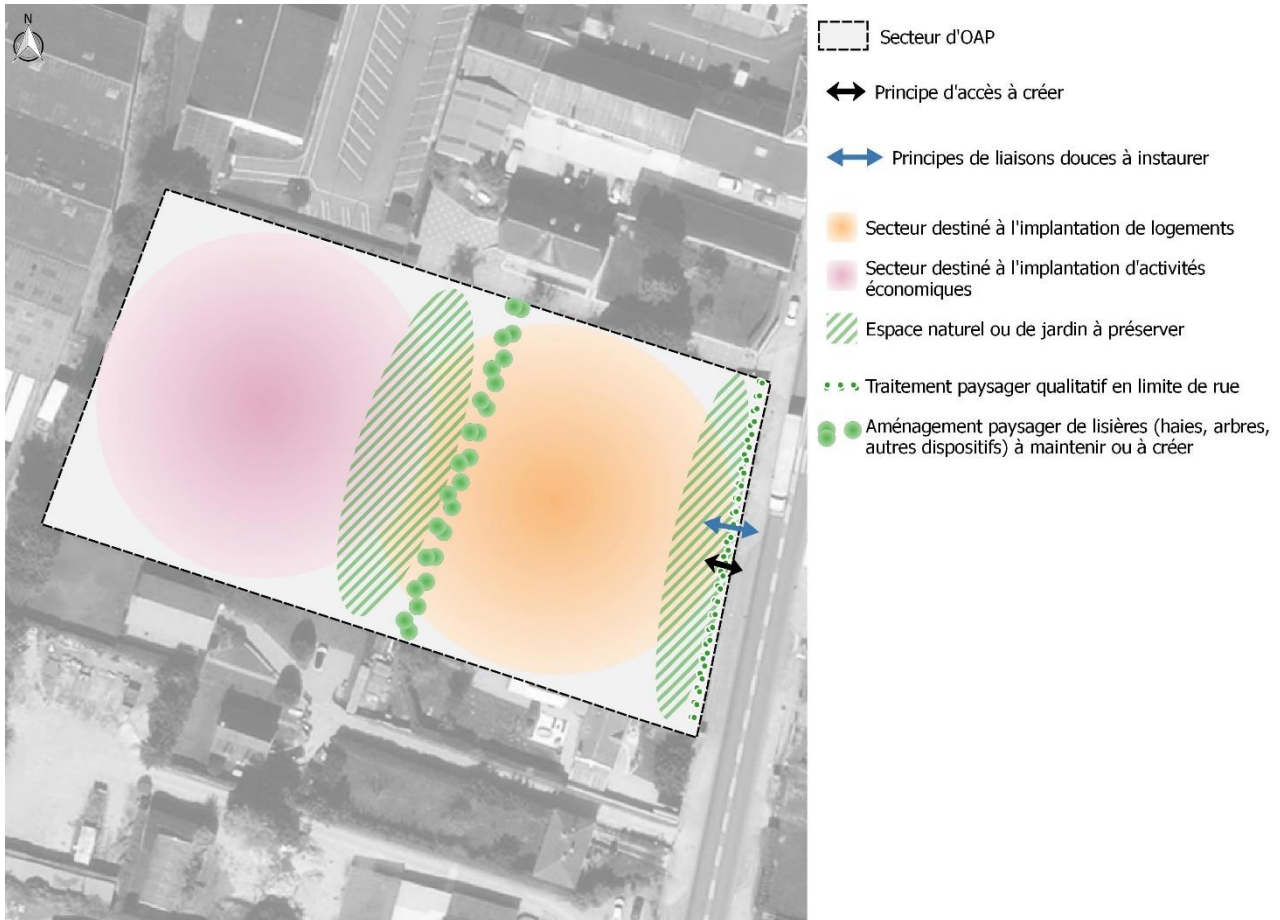 N
Secteur d'OAP
Principe d'accès à créer
Principes de liaisons douces à instaurer
Secteur destiné à l'implantation de logements
Secteur destiné à l'implantation d'activités
économiques
Espace naturel ou de jardin à préserver
Traitement paysager qualitatif en limite de rue
Aménagement paysager de lisières (haies, arbres,
autres dispositifs) à maintenir ou à créer